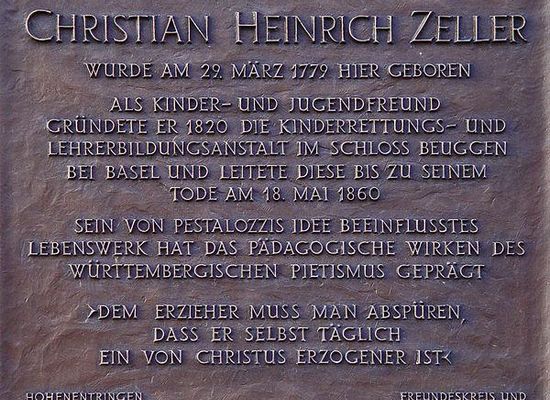 CHRISTIAN HEINRICH ZELLER
WURDE AM 29. MÄRZ 1779 HIER GEBOREN
ALS KINDER- UND JUGENDFREUND
GRÜNDETE ER 1820 DIE KINDERRETTUNGS- UND
LEHRERBILDUNGSANSTALT IM SCHLOSS BEUGGEN
BEI BASEL UND LEITETE DIESE BIS ZU SEINEM
TODE AM 18. MAI 1860
SEIN VON PESTALOZZIS IDEE BEEINFLUSSTES
LEBENSWERK HAT DAS PÄDAGOGISCHE WIRKEN DES
WÜRTTEMBERGISCHEN PIETISMUS GEPRÄGT
›DEM ERZIEHER MUSS MAN ABSPÜREN,
DASS ER SELBST TÄGLICH
EIN VON CHRISTUS ERZOGENER IST‹
HOHENENTRINGEN FREUNDESKREIS UND